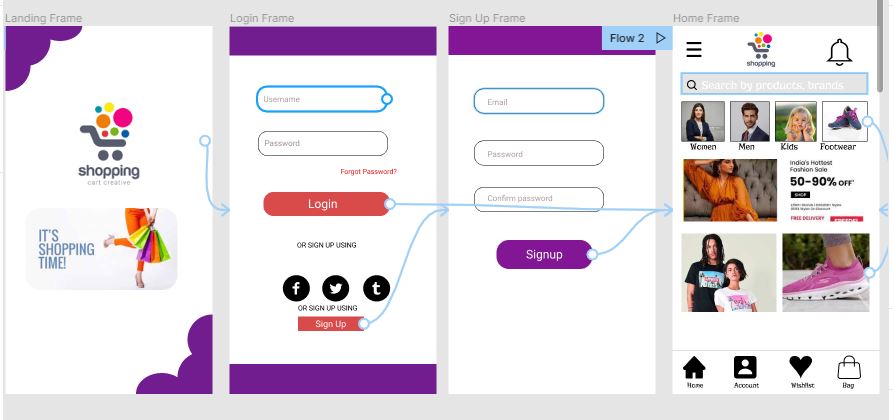 Landing Frame
shopping
cart creative
IT'S
SHOPPING
TIME!
Login Frame
Username
Password
Forgot Password?
Login
OR SIGN UP USING
f
t
OR SIGN UP USING
Sign Up
Sign Up Frame
Flow 2
Email
Password
Confirm password
Signup
Home Frame
shopping
Search by products, brands
Women
Men
Kids
Footwear
India's Hottest
Fashion Sale
50-90% OFF*
SHOP
FREE DELIVERY
Home
Account
Wishlist
Bag